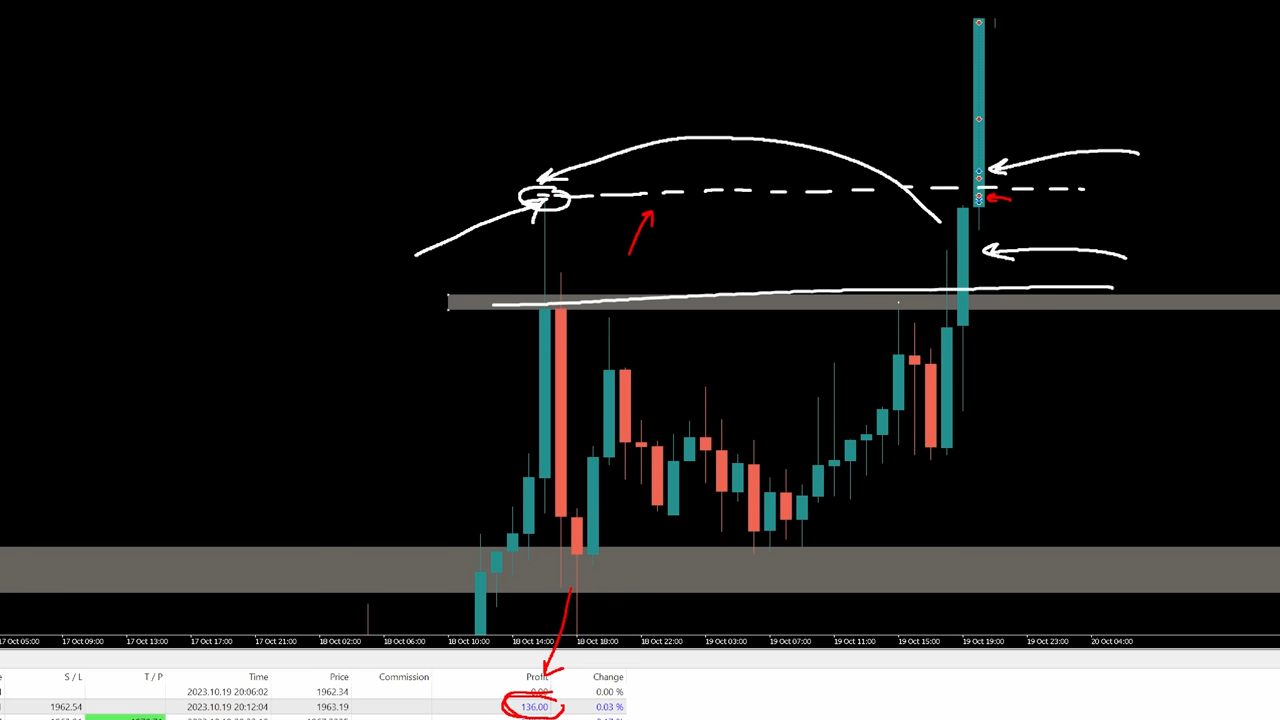 17 Oct 05:00 17 Oct 09:00 17 Oct 13:00 17 Oct 17:00 17 Oct 21:00 18 Oct 02:00 18 Oct 06:00 18 Oct 10:00 18 Oct 14:00 18 Oct 18:00 18 Oct 22:00 19 Oct 03:00 19 Oct 07:00 19 Oct 11:00 19 Oct 15:00 19 Oct 19:00 19 Oct 23:00 20 Oct 04:00
S / L T / P Time Price Commission Profit Change
2023.10.19 20:06:02 1962.34 0.00 0.00 %
1962.54 2023.10.19 20:12:04 1963.19 136.00 0.03 %